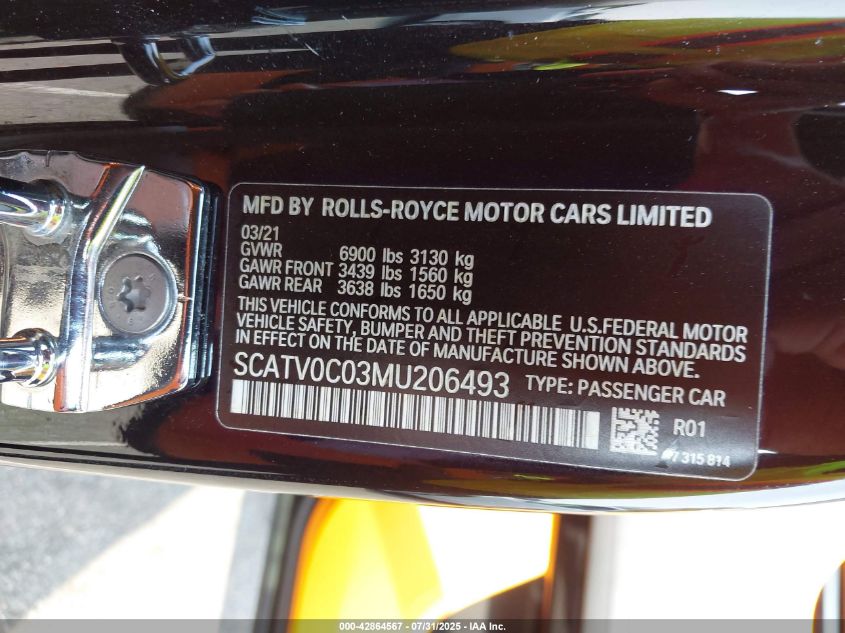 MFD BY ROLLS-ROYCE MOTOR CARS LIMITED
03/21
GVWR 6900 lbs 3130 kg
GAWR FRONT 3439 lbs 1560 kg
GAWR REAR 3638 lbs 1650 kg
THIS VEHICLE CONFORMS TO ALL APPLICABLE U.S.FEDERAL MOTOR
VEHICLE SAFETY, BUMPER AND THEFT PREVENTION STANDARDS
IN EFFECT ON THE DATE OF MANUFACTURE SHOWN ABOVE.
SCATV0C03MU206493 TYPE: PASSENGER CAR
R01
7 315 814
000-42864567 | 07/31/2025 | IAA Inc.